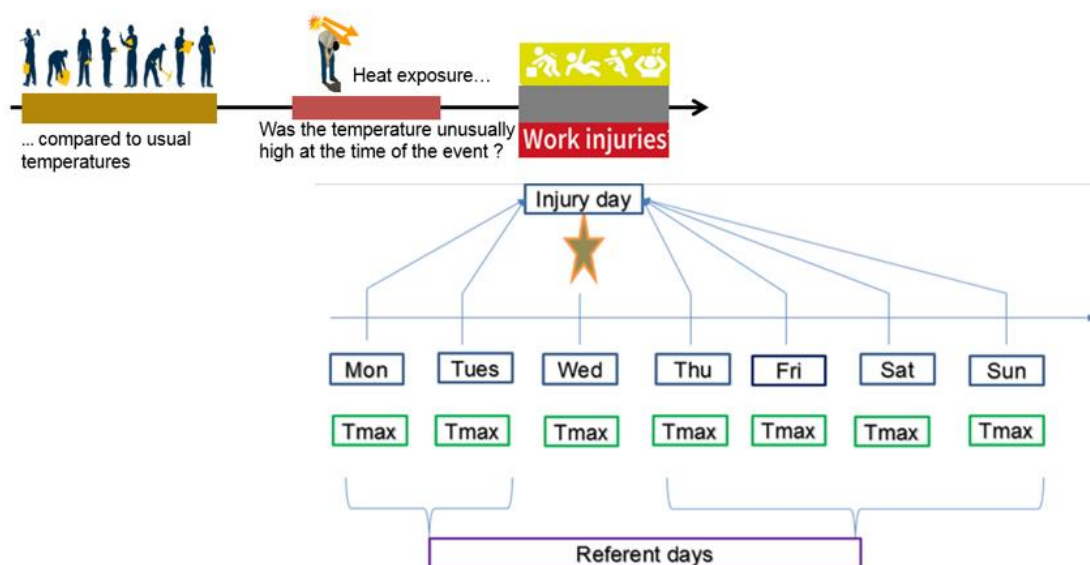 Heat exposure…
... compared to usual
temperatures
Was the temperature unusually
high at the time of the event ?
Work injuries?
Injury day
Mon Tues Wed Thu Fri Sat Sun
Tmax Tmax Tmax Tmax Tmax Tmax Tmax
Referent days